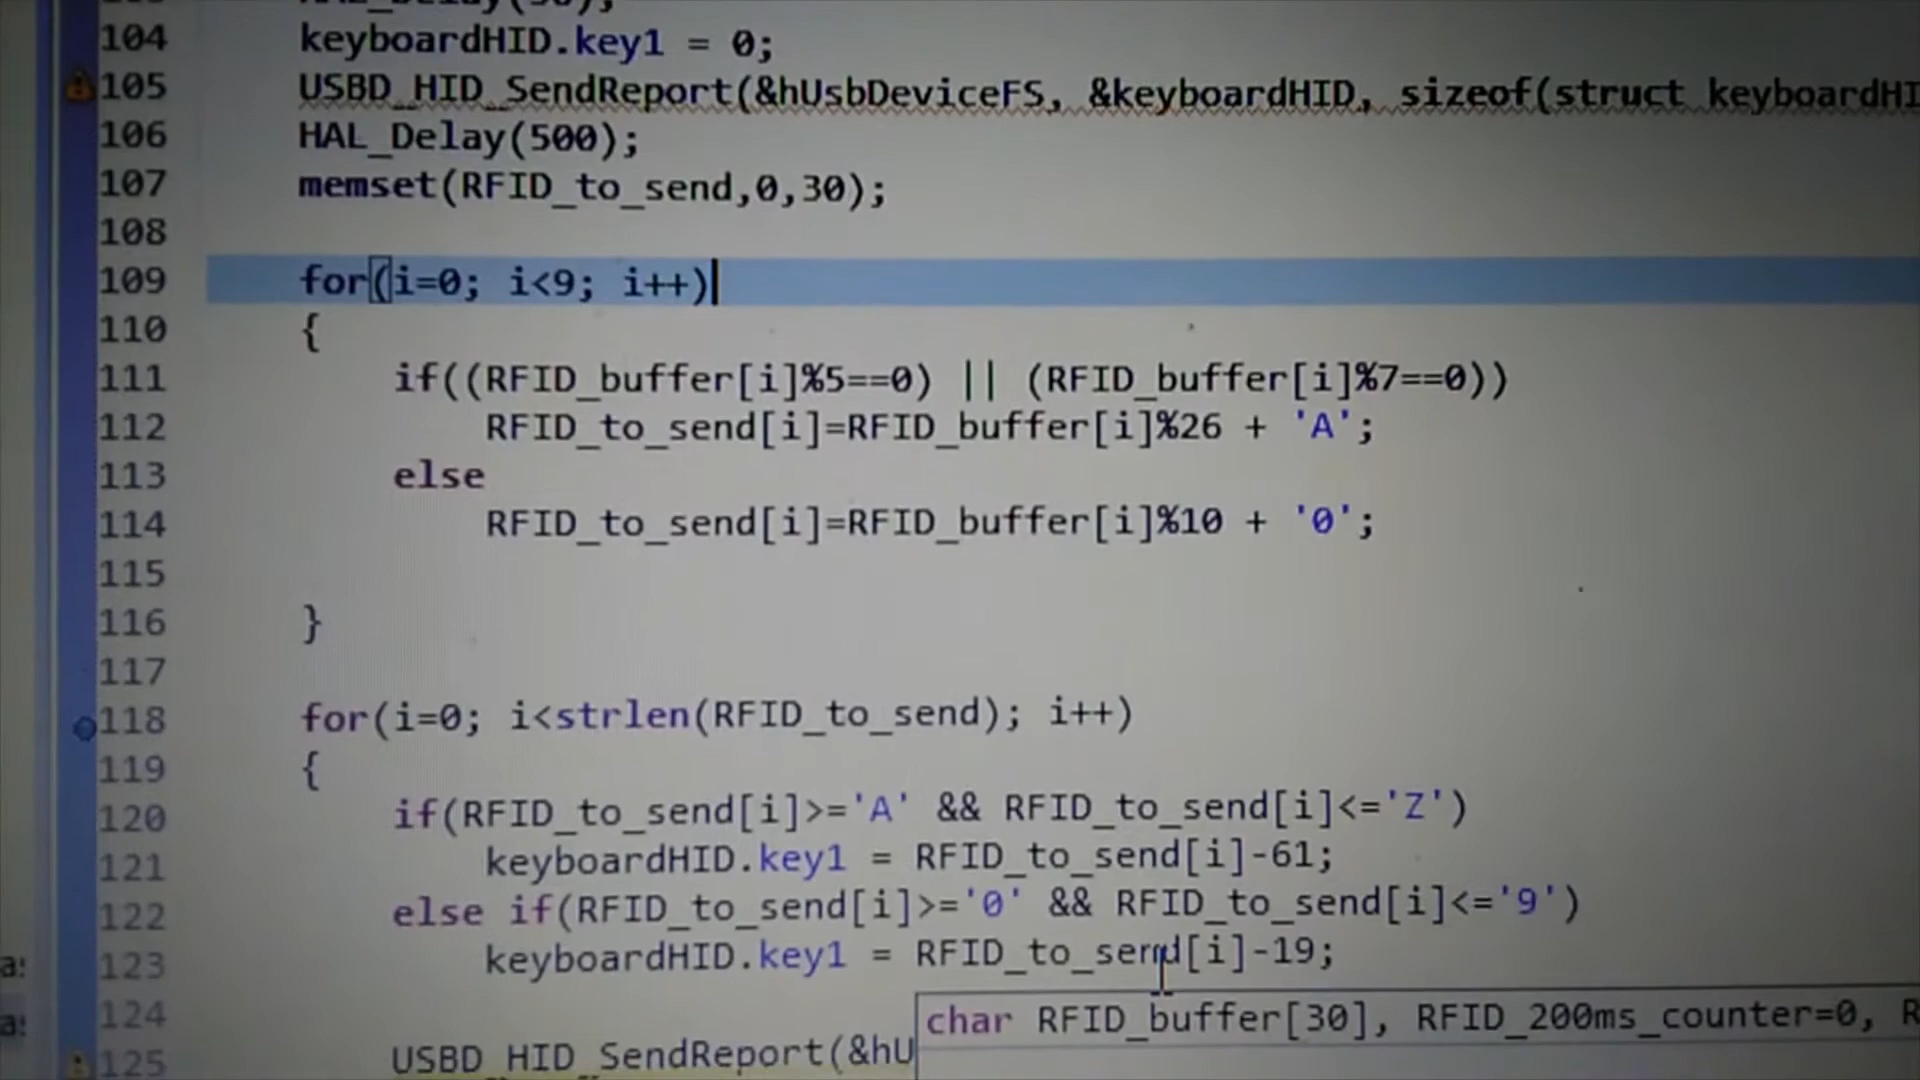 104 keyboardHID.key1 = 0;
105 USBD_HID_SendReport(&hUsbDeviceFS, &keyboardHID, sizeof(struct keyboardHI
106 HAL_Delay(500);
107 memset(RFID_to_send,0,30);
108
109 for(i=0; i<9; i++)
110 {
111 if((RFID_buffer[i]%5==0) || (RFID_buffer[i]%7==0))
112 RFID_to_send[i]=RFID_buffer[i]%26 + 'A';
113 else
114 RFID_to_send[i]=RFID_buffer[i]%10 + '0';
115
116 }
117
118 for(i=0; i<strlen(RFID_to_send); i++)
119 {
120 if(RFID_to_send[i]>='A' && RFID_to_send[i]<='Z')
121 keyboardHID.key1 = RFID_to_send[i]-61;
122 else if(RFID_to_send[i]>='0' && RFID_to_send[i]<='9')
123 keyboardHID.key1 = RFID_to_send[i]-19;
124
char RFID_buffer[30], RFID_200ms_counter=0, R
125 USBD_HID_SendReport(&hU